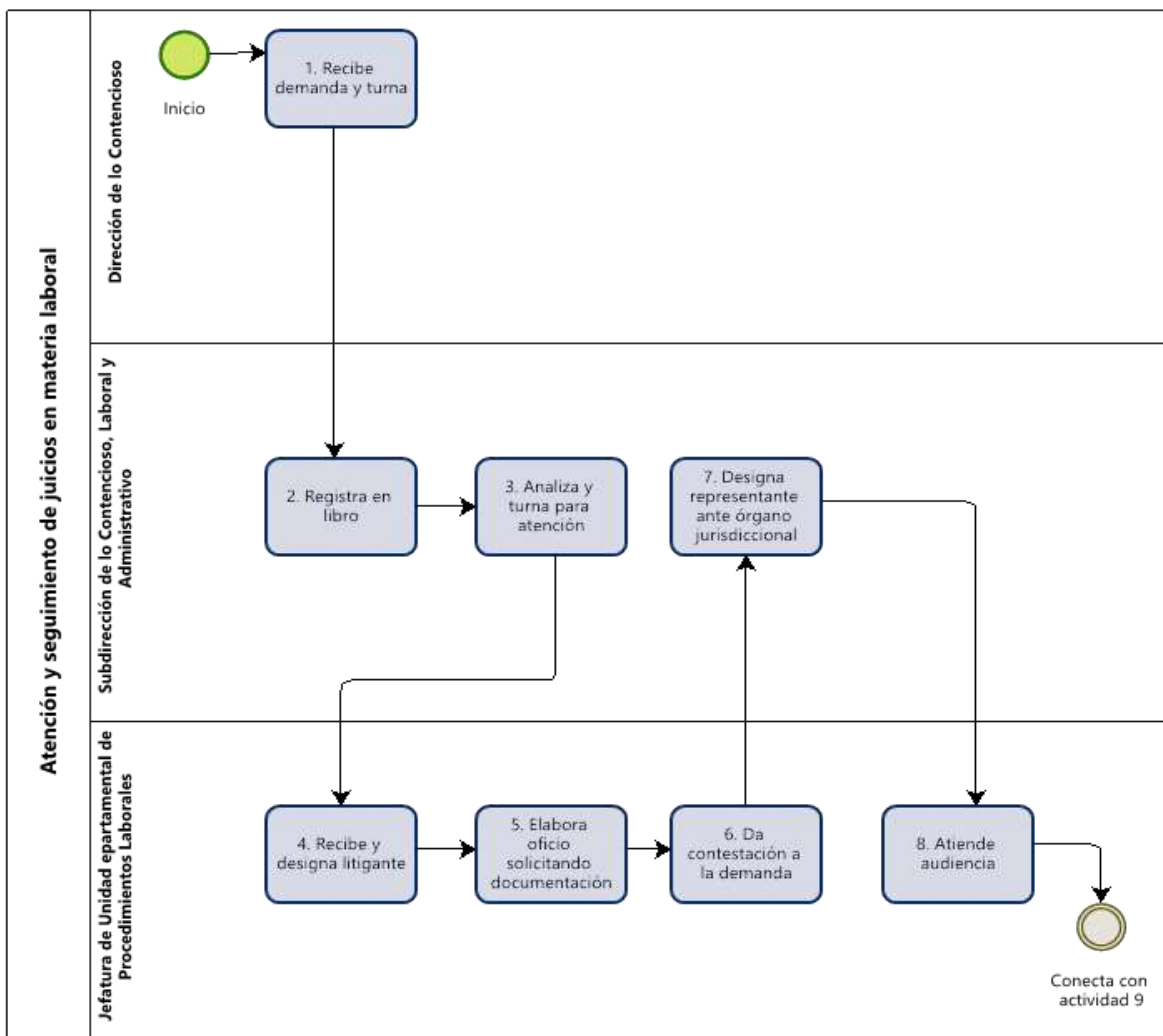 Atención y seguimiento de juicios en materia laboral
Dirección de lo Contencioso
Inicio
1. Recibe
demanda y turna
Subdirección de lo Contencioso, Laboral y
Administrativo
2. Registra en
libro
3. Analiza y
turna para
atención
7. Designa
representante
ante órgano
jurisdiccional
Jefatura de Unidad epartamental de
Procedimientos Laborales
4. Recibe y
designa litigante
5. Elabora
oficio
solicitando
documentación
6. Da
contestación a
la demanda
8. Atiende
audiencia
Conecta con
actividad 9